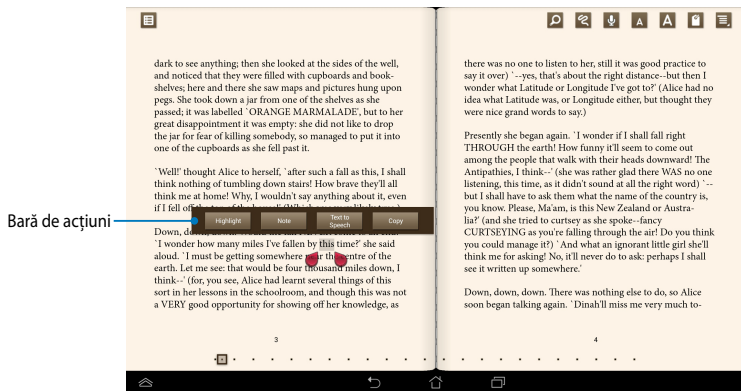 Bară de acțiuni
A A
dark to see anything; then she looked at the sides of the well,
and noticed that they were filled with cupboards and book-
shelves; here and there she saw maps and pictures hung upon
pegs. She took down a jar from one of the shelves as she
passed; it was labelled `ORANGE MARMALADE', but to her
great disappointment it was empty: she did not like to drop
the jar for fear of killing somebody, so managed to put it into
one of the cupboards as she fell past it.
`Well!' thought Alice to herself, `after such a fall as this, I shall
think nothing of tumbling down stairs! How brave they'll all
think me at home! Why, I wouldn't say anything about it, even
if I fell off
Highlight Note Text to Speech Copy
Down,
`I wonder how many miles I've fallen by this time?' she said
aloud. `I must be getting somewhere near the centre of the
earth. Let me see: that would be four thousand miles down, I
think--' (for, you see, Alice had learnt several things of this
sort in her lessons in the schoolroom, and though this was not
a VERY good opportunity for showing off her knowledge, as
3
there was no one to listen to her, still it was good practice to
say it over) `--yes, that's about the right distance--but then I
wonder what Latitude or Longitude I've got to?' (Alice had no
idea what Latitude was, or Longitude either, but thought they
were nice grand words to say.)
Presently she began again. `I wonder if I shall fall right
THROUGH the earth! How funny it'll seem to come out
among the people that walk with their heads downward! The
Antipathies, I think--' (she was rather glad there WAS no one
listening, this time, as it didn't sound at all the right word) `--
but I shall have to ask them what the name of the country is,
you know. Please, Ma'am, is this New Zealand or Austra-
lia?' (and she tried to curtsey as she spoke--fancy
CURTSEYING as you're falling through the air! Do you think
you could manage it?) `And what an ignorant little girl she'll
think me for asking! No, it'll never do to ask: perhaps I shall
see it written up somewhere.'
Down, down, down. There was nothing else to do, so Alice
soon began talking again. `Dinah'll miss me very much to-
4